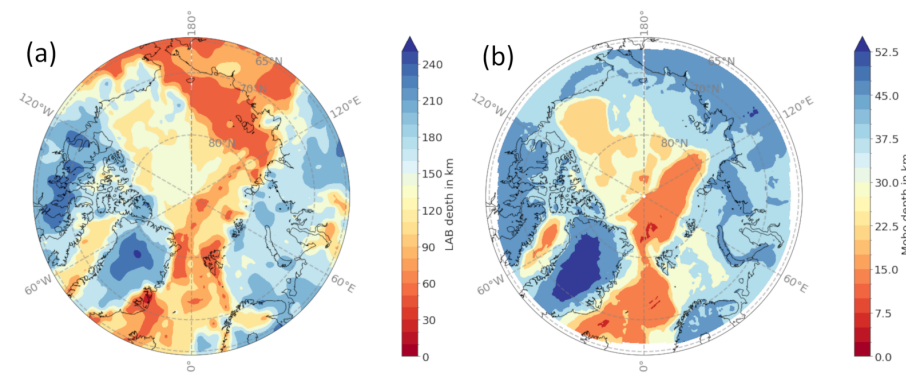 (a)
180°
65°N
70°N
80°N
120°W
120°E
60°W
60°E
0°
240
210
180
150
120
90
60
30
0
LAB depth in km
(b)
180°
65°N
70°N
80°N
120°W
120°E
60°W
60°E
0°
52.5
45.0
37.5
30.0
22.5
15.0
7.5
0.0
Moho depth in km